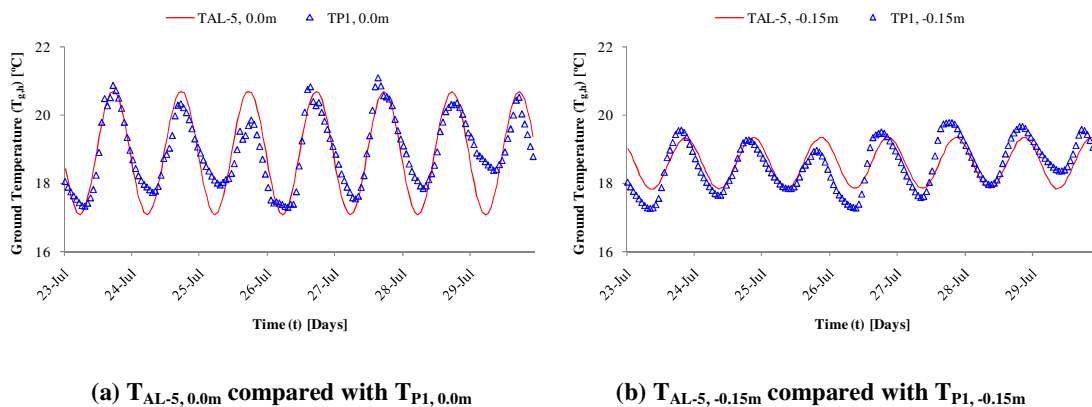 TAL-5, 0.0m TP1, 0.0m
22
20
18
16
Ground Temperature (Tg,h) [ºC]
23-Jul
24-Jul
25-Jul
26-Jul
27-Jul
28-Jul
29-Jul
Time (t) [Days]
(a) TAL-5, 0.0m compared with TP1, 0.0m
TAL-5, -0.15m TP1, -0.15m
22
20
18
16
Ground Temperature (Tg,h) [ºC]
23-Jul
24-Jul
25-Jul
26-Jul
27-Jul
28-Jul
29-Jul
Time (t) [Days]
(b) TAL-5, -0.15m compared with TP1, -0.15m